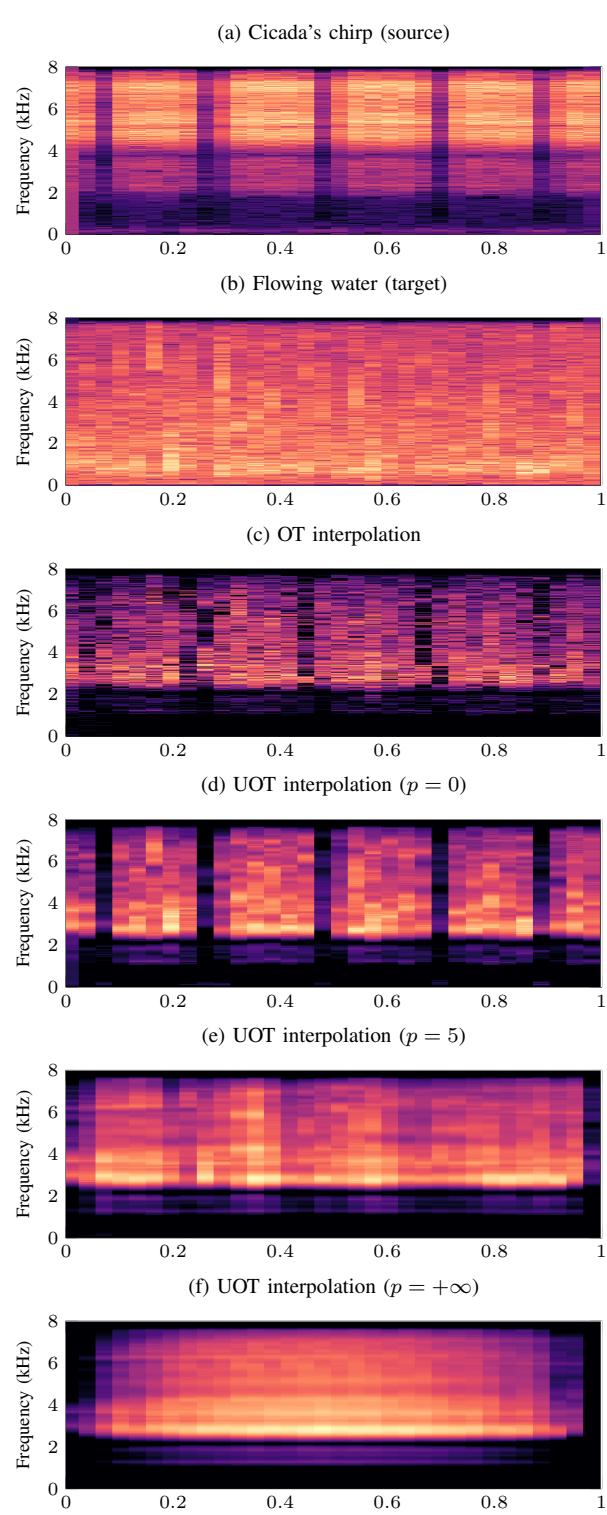 (a) Cicada's chirp (source)
Frequency (kHz)
8
6
4
2
0
0 0.2 0.4 0.6 0.8 1
(b) Flowing water (target)
Frequency (kHz)
8
6
4
2
0
0 0.2 0.4 0.6 0.8 1
(c) OT interpolation
Frequency (kHz)
8
6
4
2
0
0 0.2 0.4 0.6 0.8 1
(d) UOT interpolation (p = 0)
Frequency (kHz)
8
6
4
2
0
0 0.2 0.4 0.6 0.8 1
(e) UOT interpolation (p = 5)
Frequency (kHz)
8
6
4
2
0
0 0.2 0.4 0.6 0.8 1
(f) UOT interpolation (p = +∞)
Frequency (kHz)
8
6
4
2
0
0 0.2 0.4 0.6 0.8 1